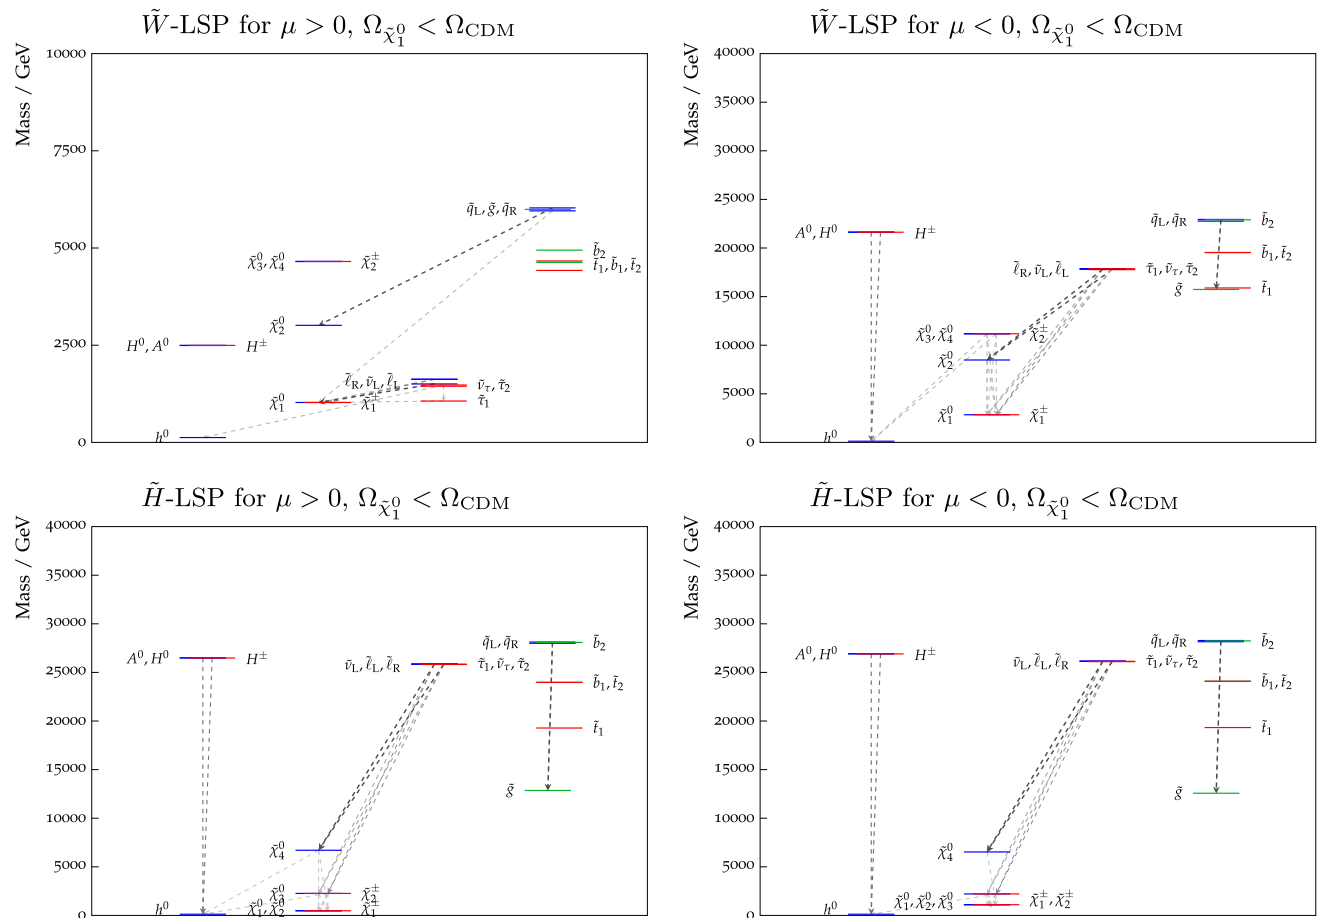 W̃-LSP for μ > 0, Ω_χ̃⁰₁ < Ω_CDM
Mass / GeV
10000
7500
5000
2500
0
q̃_L, g̃, q̃_R
b̃₂
t̃₁, b̃₁, t̃₂
χ̃⁰₃, χ̃⁰₄
χ̃±₂
χ̃⁰₂
H⁰, A⁰
H±
ℓ̃_R, ν̃_L, ℓ̃_L
ν̃_τ, τ̃₂
χ̃⁰₁
χ̃±₁
τ̃₁
h⁰
W̃-LSP for μ < 0, Ω_χ̃⁰₁ < Ω_CDM
Mass / GeV
40000
35000
30000
25000
20000
15000
10000
5000
0
q̃_L, q̃_R
b̃₂
A⁰, H⁰
H±
b̃₁, t̃₂
ℓ̃_R, ν̃_L, ℓ̃_L
τ̃₁, ν̃_τ, τ̃₂
g̃
t̃₁
χ̃⁰₃, χ̃⁰₄
χ̃±₂
χ̃⁰₂
χ̃⁰₁
χ̃±₁
h⁰
H̃-LSP for μ > 0, Ω_χ̃⁰₁ < Ω_CDM
Mass / GeV
40000
35000
30000
25000
20000
15000
10000
5000
0
q̃_L, q̃_R
b̃₂
A⁰, H⁰
H±
ν̃_L, ℓ̃_L, ℓ̃_R
τ̃₁, ν̃_τ, τ̃₂
b̃₁, t̃₂
t̃₁
g̃
χ̃⁰₄
χ̃⁰₃
χ̃±₂
χ̃⁰₁, χ̃⁰₂
χ̃±₁
h⁰
H̃-LSP for μ < 0, Ω_χ̃⁰₁ < Ω_CDM
Mass / GeV
40000
35000
30000
25000
20000
15000
10000
5000
0
q̃_L, q̃_R
b̃₂
A⁰, H⁰
H±
ν̃_L, ℓ̃_L, ℓ̃_R
τ̃₁, ν̃_τ, τ̃₂
b̃₁, t̃₂
t̃₁
g̃
χ̃⁰₄
χ̃⁰₁, χ̃⁰₂, χ̃⁰₃
χ̃±₁, χ̃±₂
h⁰